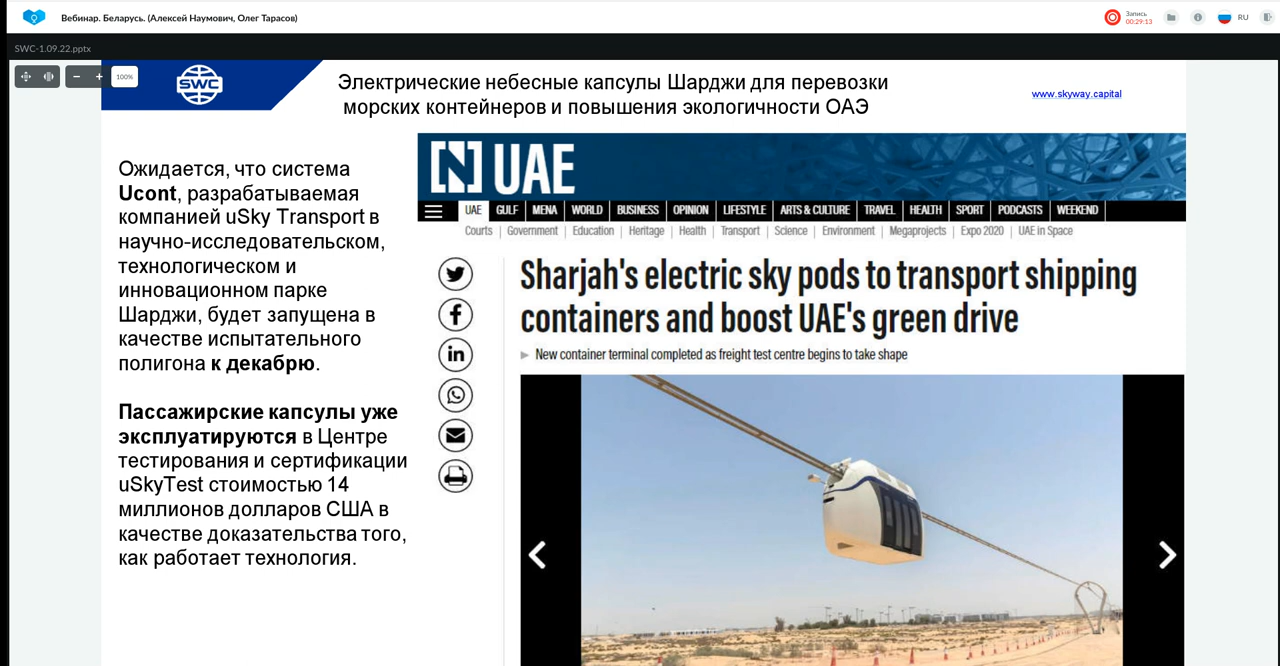 Вебинар. Беларусь. (Алексей Наумович, Олег Тарасов)
Запись
00:29:13
RU
SWC-1.09.22.pptx
100%
SWC
Электрические небесные капсулы Шарджи для перевозки
морских контейнеров и повышения экологичности ОАЭ
www.skyway.capital
Ожидается, что система
Ucont, разрабатываемая
компанией uSky Transport в
научно-исследовательском,
технологическом и
инновационном парке
Шарджи, будет запущена в
качестве испытательного
полигона к декабрю.
Пассажирские капсулы уже
эксплуатируются в Центре
тестирования и сертификации
uSkyTest стоимостью 14
миллионов долларов США в
качестве доказательства того,
как работает технология.
N UAE
UAE GULF MENA WORLD BUSINESS OPINION LIFESTYLE ARTS & CULTURE TRAVEL HEALTH SPORT PODCASTS WEEKEND
Courts | Government | Education | Heritage | Health | Transport | Science | Environment | Megaprojects | Expo 2020 | UAE in Space
Sharjah's electric sky pods to transport shipping
containers and boost UAE's green drive
New container terminal completed as freight test centre begins to take shape